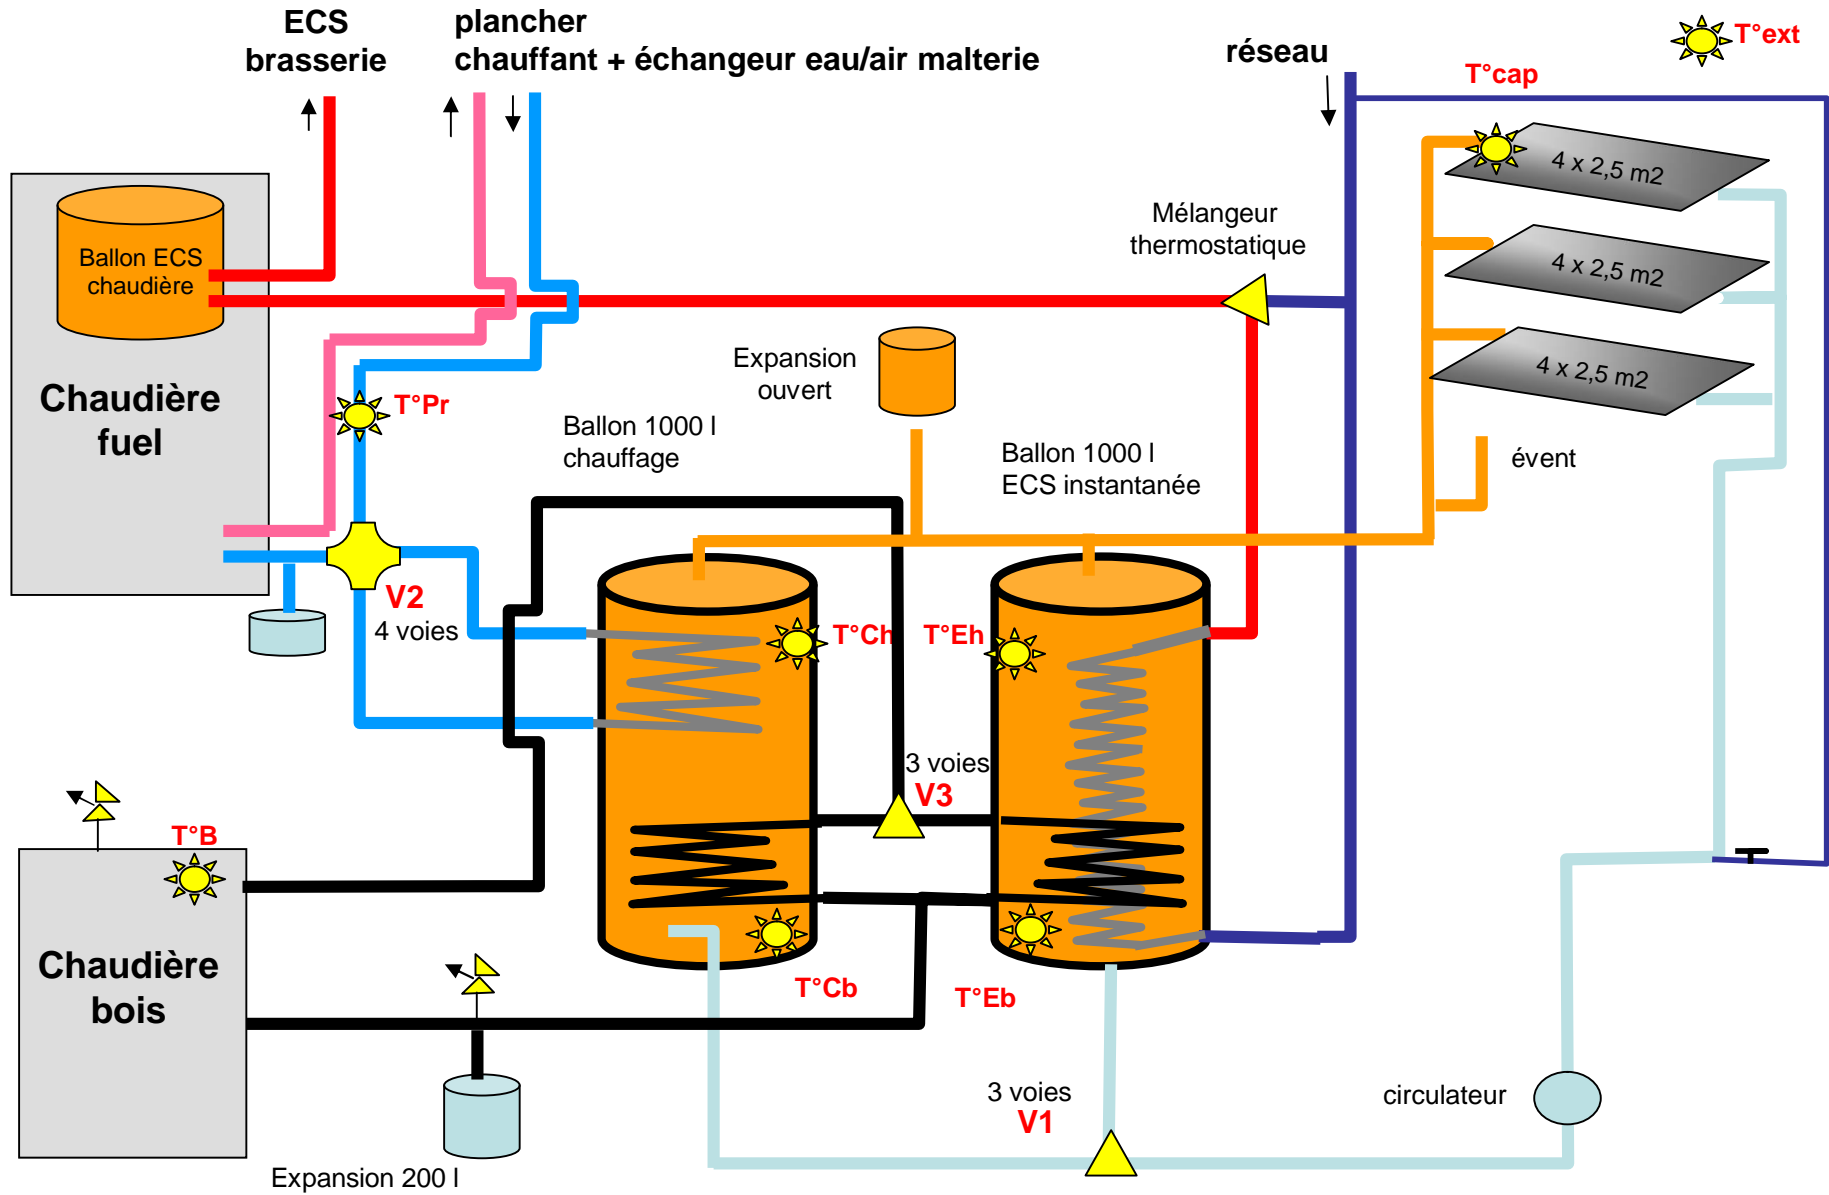 ECS
brasserie
plancher
chauffant + échangeur eau/air malterie
réseau
T°ext
T°cap
4 x 2,5 m2
4 x 2,5 m2
4 x 2,5 m2
Mélangeur
thermostatique
Ballon ECS
chaudière
Chaudière
fuel
T°Pr
Expansion
ouvert
Ballon 1000 l
chauffage
Ballon 1000 l
ECS instantanée
évent
V2
4 voies
T°Ch
T°Eh
3 voies
V3
T°B
Chaudière
bois
T°Cb
T°Eb
3 voies
V1
circulateur
Expansion 200 l